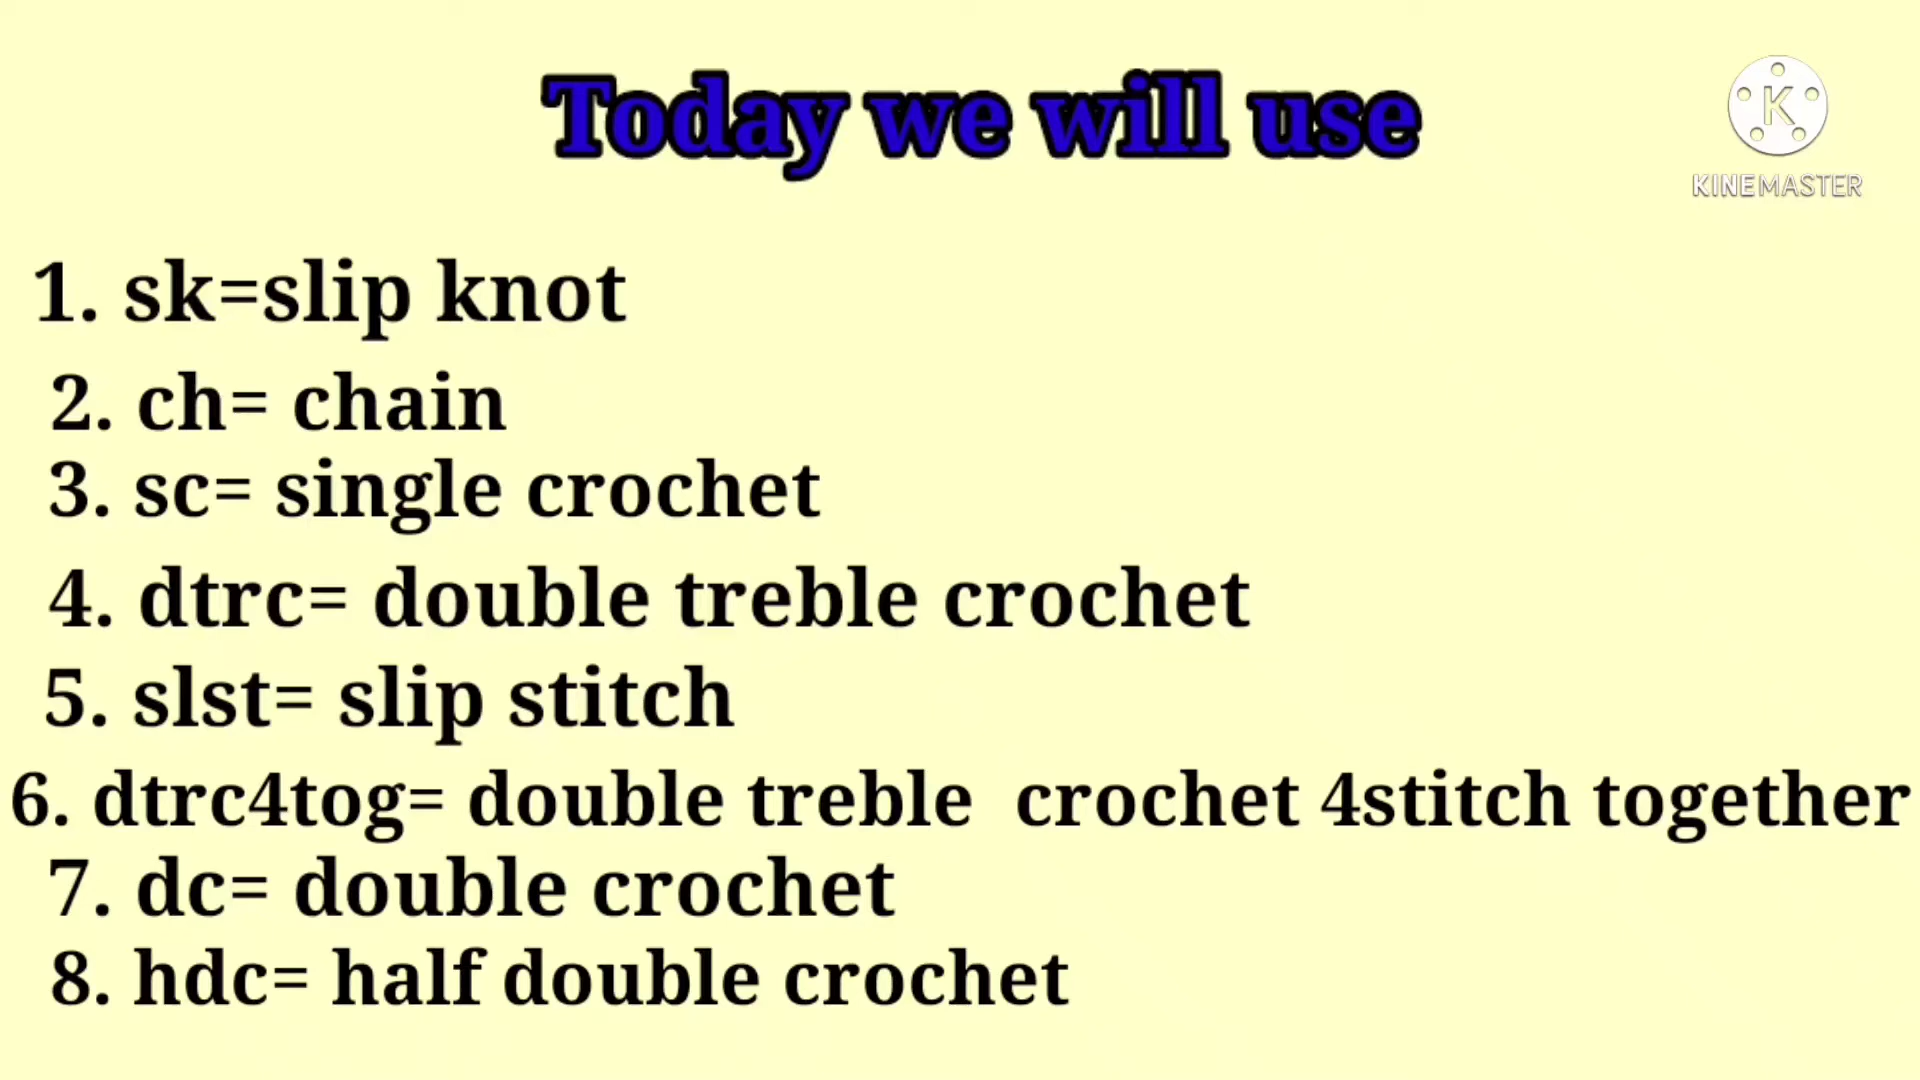 Today we will use
K
KINEMASTER
1. sk=slip knot
2. ch= chain
3. sc= single crochet
4. dtrc= double treble crochet
5. slst= slip stitch
6. dtrc4tog= double treble  crochet 4stitch together
7. dc= double crochet
8. hdc= half double crochet